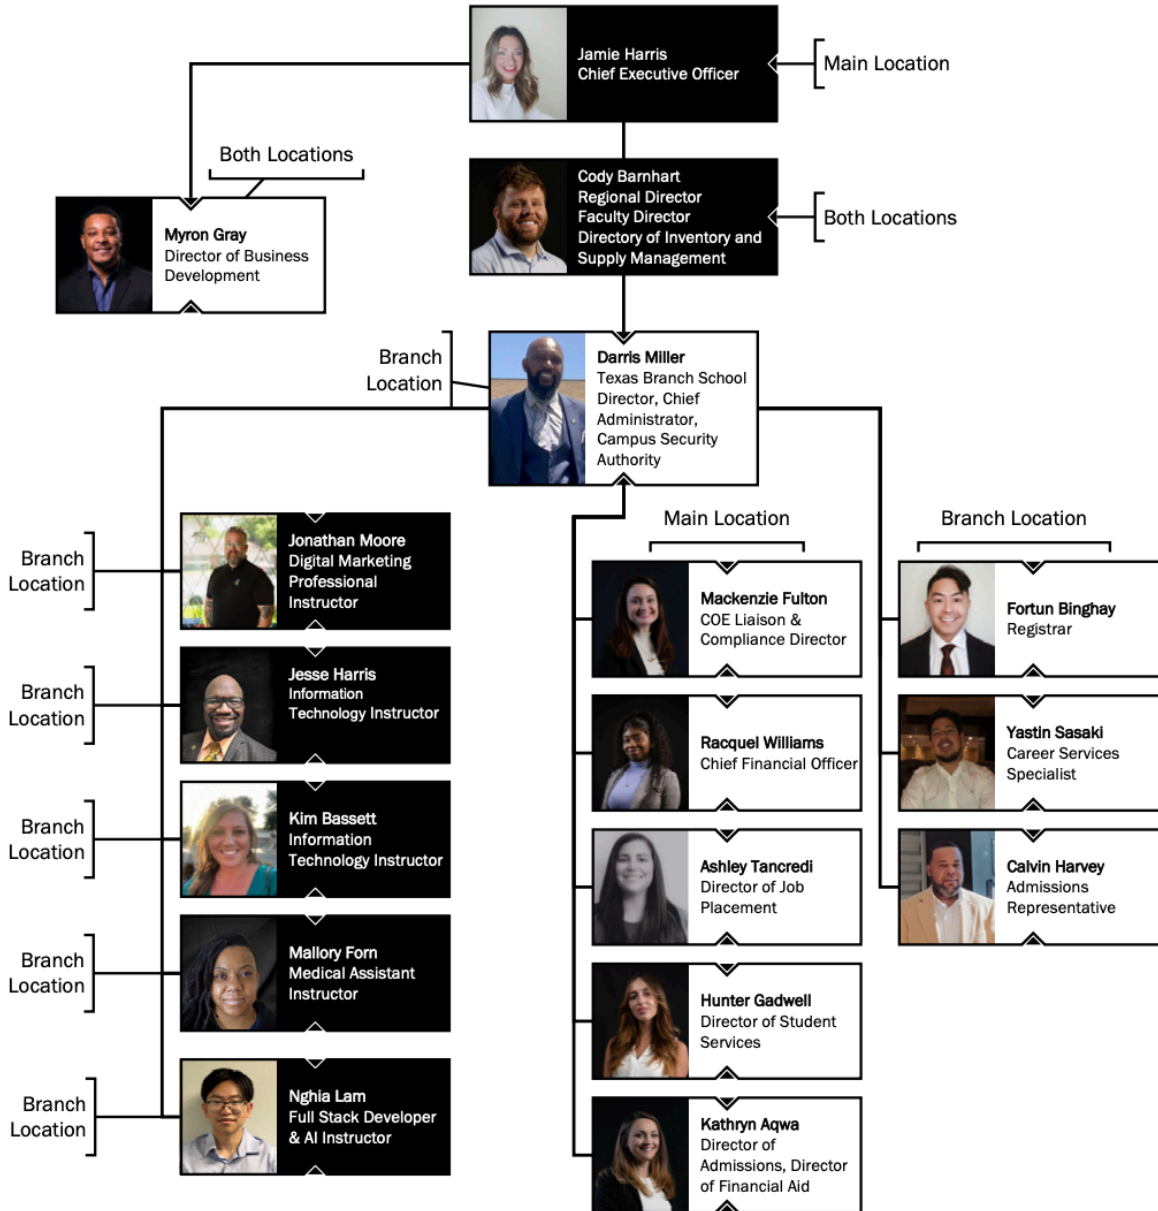 Jamie Harris
Chief Executive Officer
Main Location
Both Locations
Cody Barnhart
Regional Director
Faculty Director
Directory of Inventory and
Supply Management
Both Locations
Myron Gray
Director of Business
Development
Branch
Location
Darris Miller
Texas Branch School
Director, Chief
Administrator,
Campus Security
Authority
Branch
Location
Jonathan Moore
Digital Marketing
Professional
Instructor
Branch
Location
Jesse Harris
Information
Technology Instructor
Branch
Location
Kim Bassett
Information
Technology Instructor
Branch
Location
Mallory Forn
Medical Assistant
Instructor
Branch
Location
Nghia Lam
Full Stack Developer
& AI Instructor
Main Location
Mackenzie Fulton
COE Liaison &
Compliance Director
Racquel Williams
Chief Financial Officer
Ashley Tancredi
Director of Job
Placement
Hunter Gadwell
Director of Student
Services
Kathryn Aqwa
Director of
Admissions, Director
of Financial Aid
Branch Location
Fortun Binghay
Registrar
Yastin Sasaki
Career Services
Specialist
Calvin Harvey
Admissions
Representative